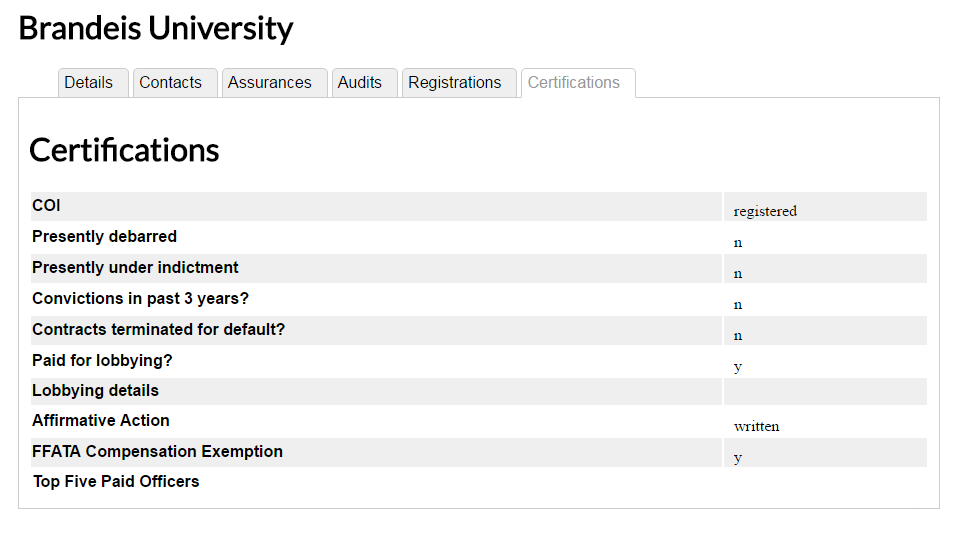 Brandeis University
Details Contacts Assurances Audits Registrations Certifications
Certifications
COI registered
Presently debarred n
Presently under indictment n
Convictions in past 3 years? n
Contracts terminated for default? n
Paid for lobbying? y
Lobbying details
Affirmative Action written
FFATA Compensation Exemption y
Top Five Paid Officers